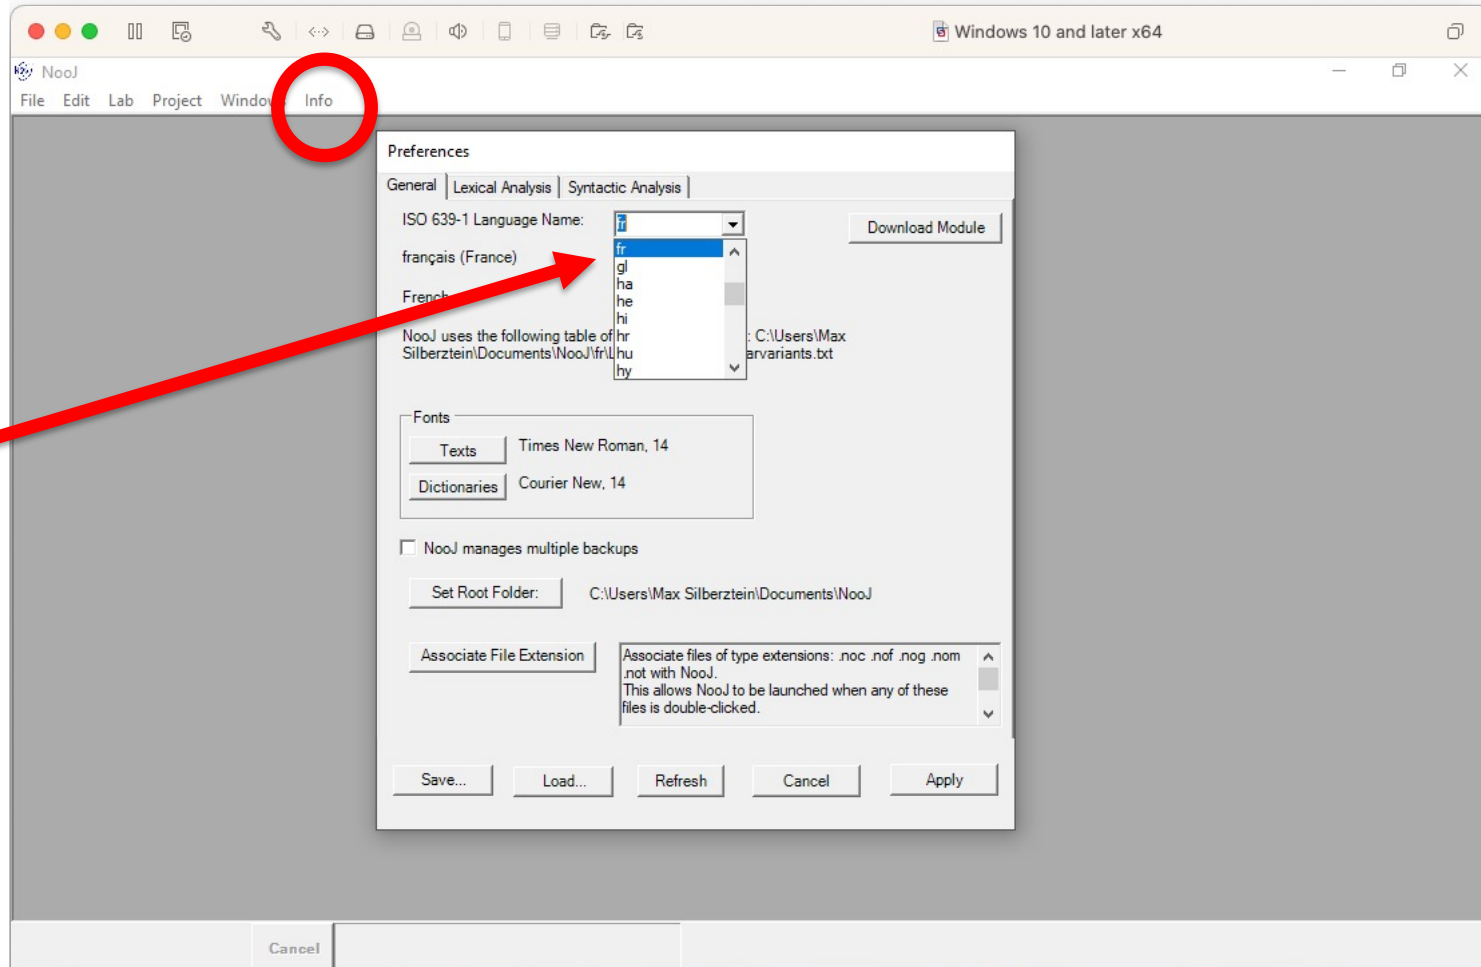 Windows 10 and later x64
NooJ
File Edit Lab Project Window Info
Preferences
General Lexical Analysis Syntactic Analysis
ISO 639-1 Language Name: fr Download Module
français (France)
fr
gl
ha
he
hi
hr
hu
hy
French
NooJ uses the following table of : C:\Users\Max
Silberztein\Documents\NooJ\fr\L arvariants.txt
Fonts
Texts Times New Roman, 14
Dictionaries Courier New, 14
NooJ manages multiple backups
Set Root Folder: C:\Users\Max Silberztein\Documents\NooJ
Associate File Extension
Associate files of type extensions: .noc .nof .nog .nom
.not with NooJ.
This allows NooJ to be launched when any of these
files is double-clicked.
Save... Load... Refresh Cancel Apply
Cancel